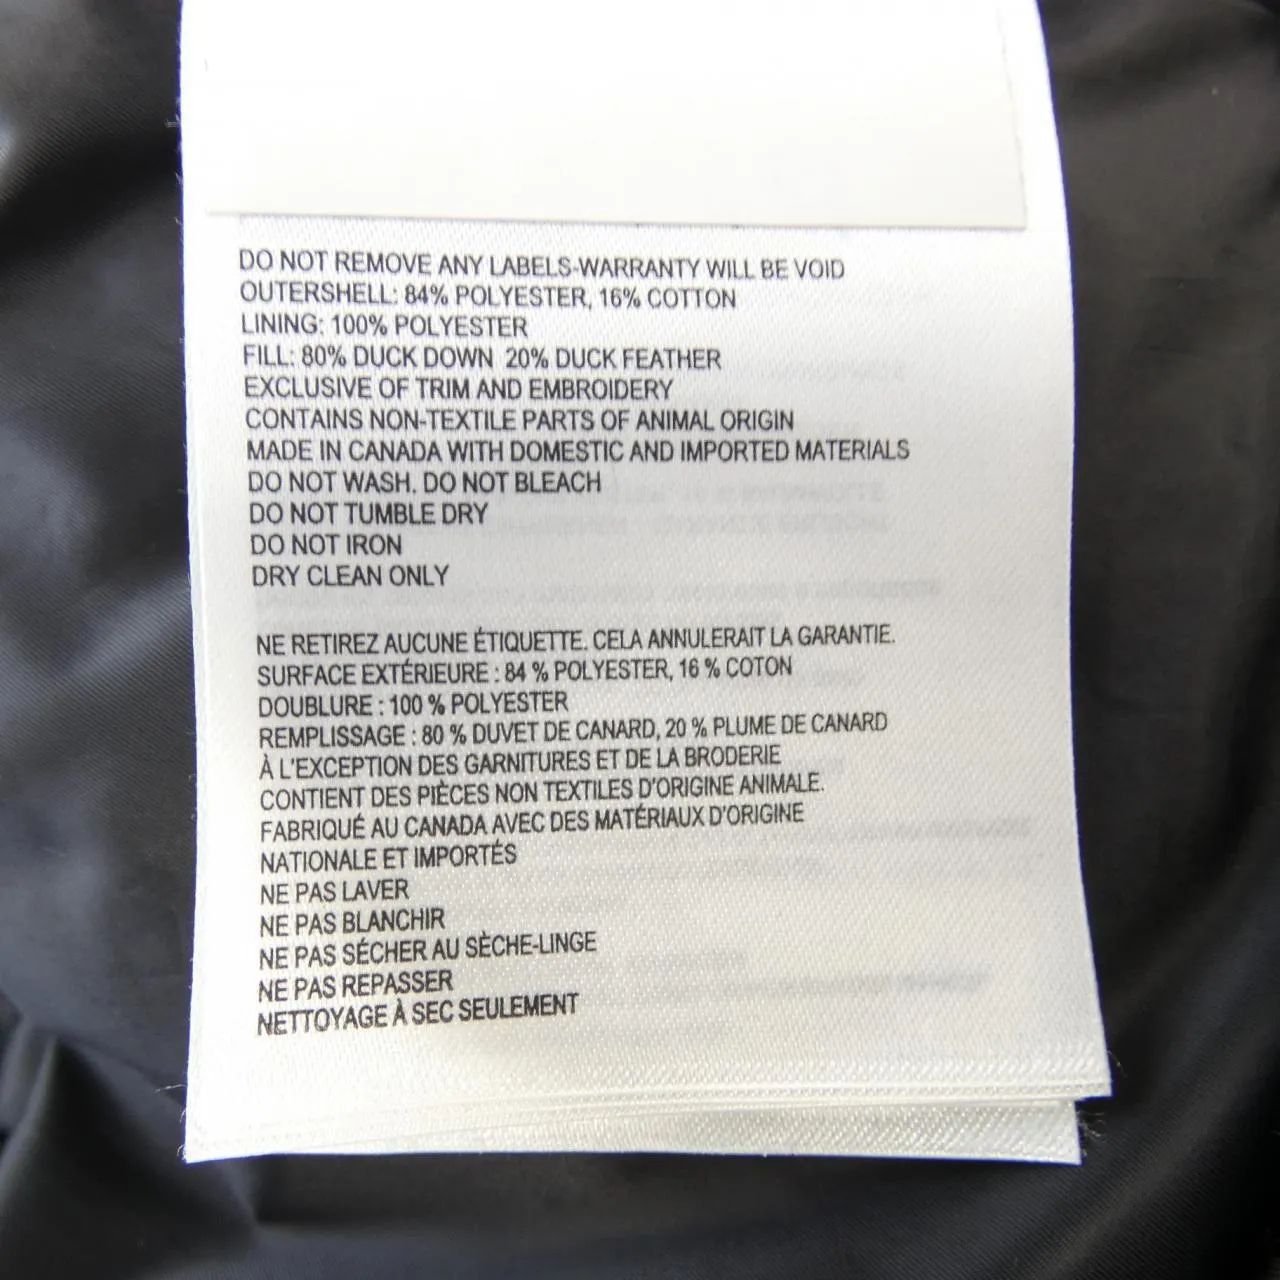 DO NOT REMOVE ANY LABELS-WARRANTY WILL BE VOID
OUTERSHELL: 84% POLYESTER, 16% COTTON
LINING: 100% POLYESTER
FILL: 80% DUCK DOWN 20% DUCK FEATHER
EXCLUSIVE OF TRIM AND EMBROIDERY
CONTAINS NON-TEXTILE PARTS OF ANIMAL ORIGIN
MADE IN CANADA WITH DOMESTIC AND IMPORTED MATERIALS
DO NOT WASH. DO NOT BLEACH
DO NOT TUMBLE DRY
DO NOT IRON
DRY CLEAN ONLY
NE RETIREZ AUCUNE ÉTIQUETTE. CELA ANNULERAIT LA GARANTIE.
SURFACE EXTÉRIEURE : 84 % POLYESTER, 16 % COTON
DOUBLURE : 100 % POLYESTER
REMPLISSAGE : 80 % DUVET DE CANARD, 20 % PLUME DE CANARD
À L'EXCEPTION DES GARNITURES ET DE LA BRODERIE
CONTIENT DES PIÈCES NON TEXTILES D'ORIGINE ANIMALE.
FABRIQUÉ AU CANADA AVEC DES MATÉRIAUX D'ORIGINE
NATIONALE ET IMPORTÉS
NE PAS LAVER
NE PAS BLANCHIR
NE PAS SÉCHER AU SÈCHE-LINGE
NE PAS REPASSER
NETTOYAGE À SEC SEULEMENT